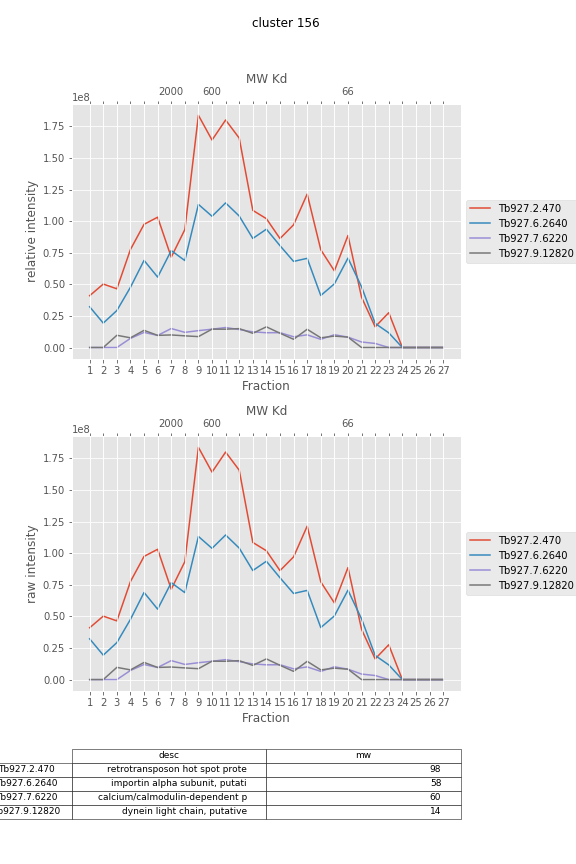 cluster 156
MW Kd
2000 600 66
1e8
1.75
1.50
1.25
1.00
0.75
0.50
0.25
0.00
relative intensity
1 2 3 4 5 6 7 8 9 10 11 12 13 14 15 16 17 18 19 20 21 22 23 24 25 26 27
Fraction
Tb927.2.470
Tb927.6.2640
Tb927.7.6220
Tb927.9.12820
MW Kd
2000 600 66
1e8
1.75
1.50
1.25
1.00
0.75
0.50
0.25
0.00
raw intensity
1 2 3 4 5 6 7 8 9 10 11 12 13 14 15 16 17 18 19 20 21 22 23 24 25 26 27
Fraction
Tb927.2.470
Tb927.6.2640
Tb927.7.6220
Tb927.9.12820
desc mw
Tb927.2.470 retrotransposon hot spot prote 98
Tb927.6.2640 importin alpha subunit, putati 58
Tb927.7.6220 calcium/calmodulin-dependent p 60
b927.9.12820 dynein light chain, putative 14